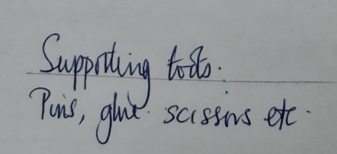 Supporting tools.
Pins, glue. scissors etc.